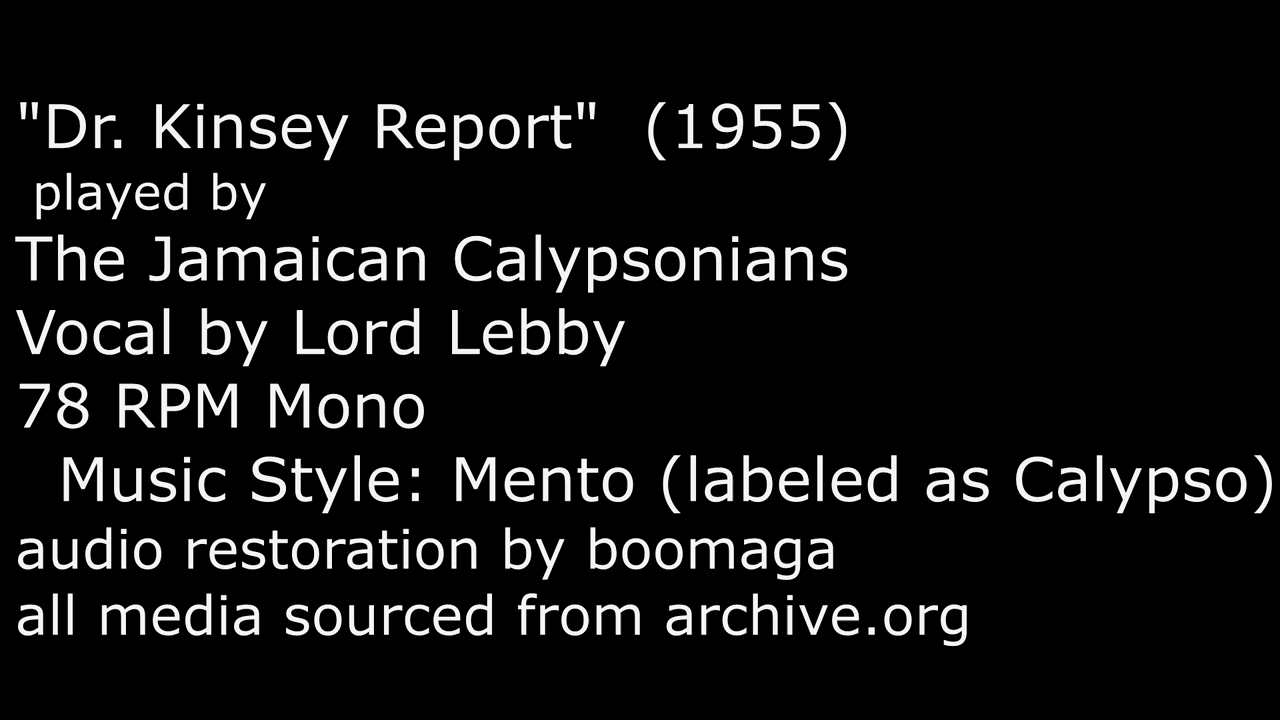 "Dr. Kinsey Report"  (1955)
played by
The Jamaican Calypsonians
Vocal by Lord Lebby
78 RPM Mono
Music Style: Mento (labeled as Calypso)
audio restoration by boomaga
all media sourced from archive.org